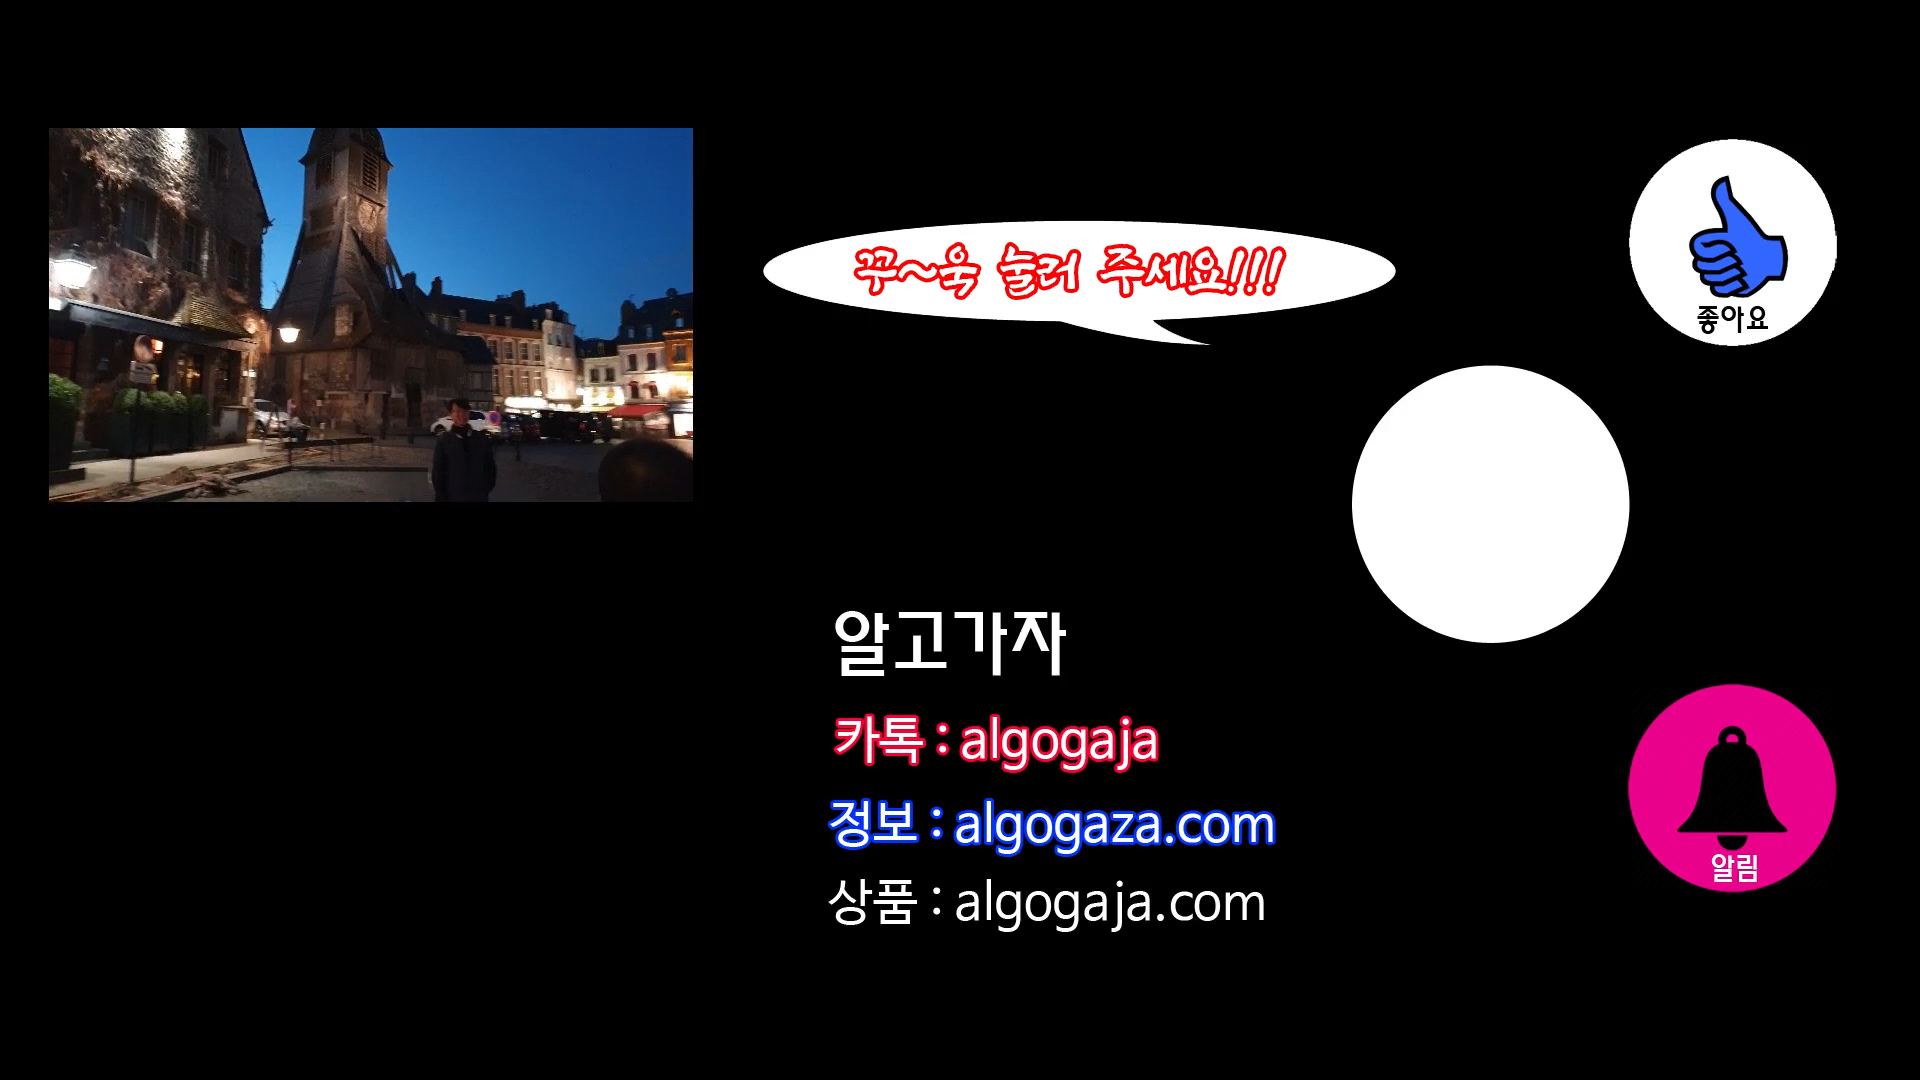 꾸~욱 눌러 주세요!!!
좋아요
알고가자
카톡 : algogaja
정보 : algogaza.com
상품 : algogaja.com
알림